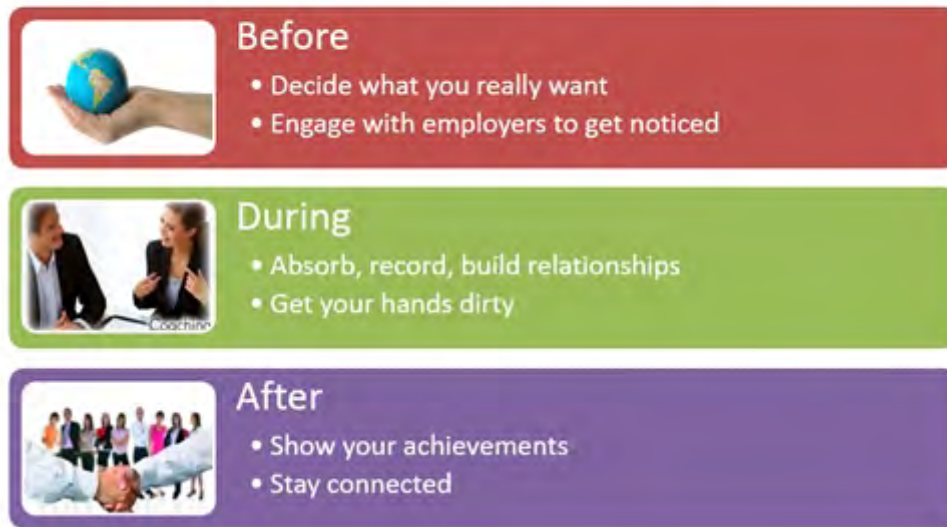 Before
• Decide what you really want
• Engage with employers to get noticed
During
• Absorb, record, build relationships
• Get your hands dirty
Coaching
After
• Show your achievements
• Stay connected